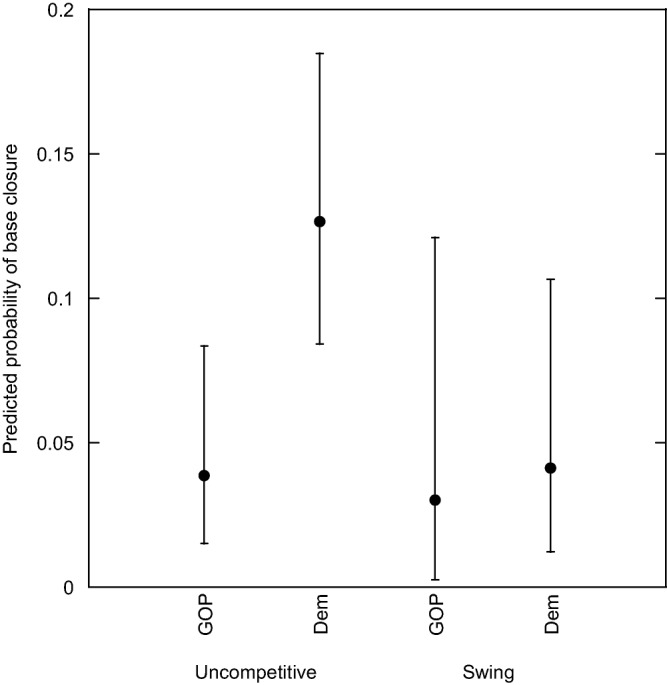 Predicted probability of base closure
0.2
0.15
0.1
0.05
0
GOP
Dem
GOP
Dem
Uncompetitive
Swing